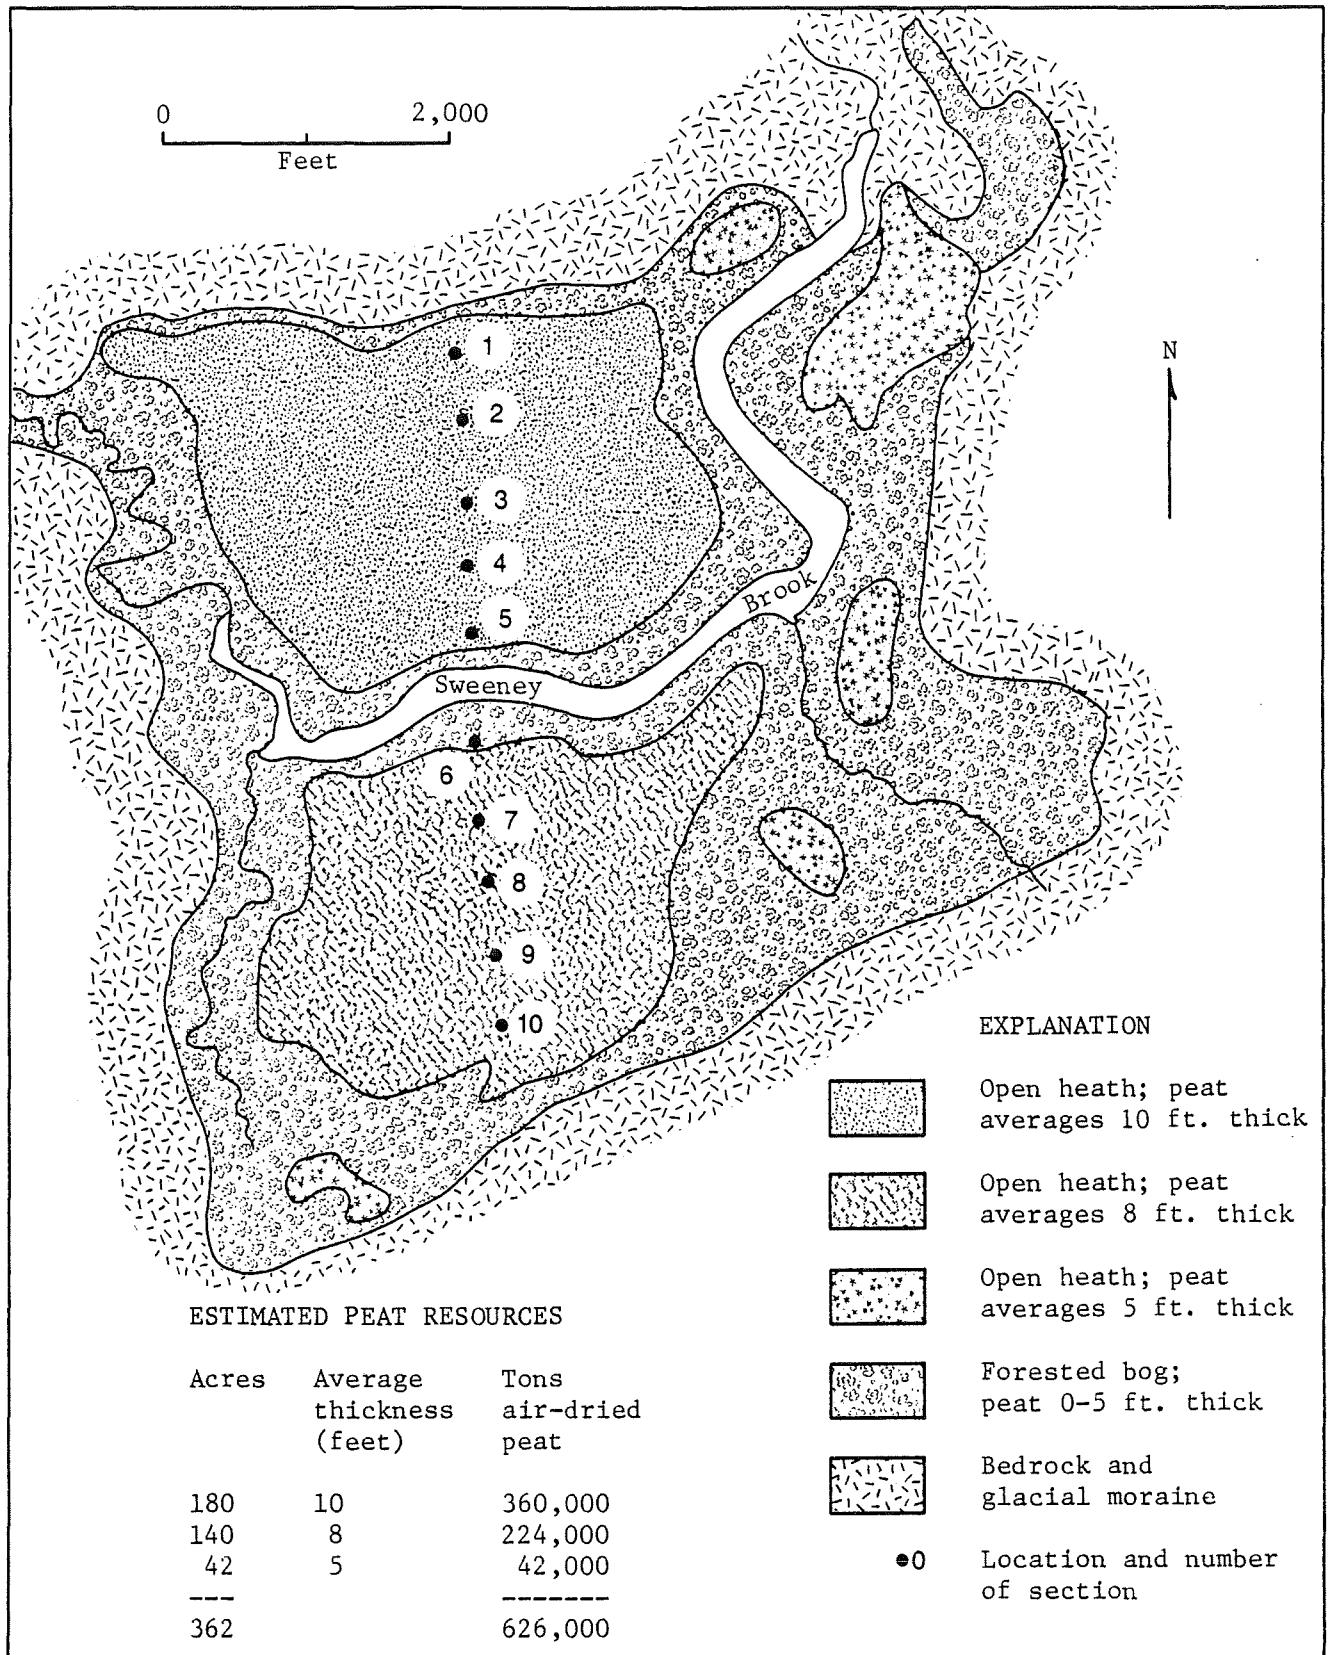 0 2,000
Feet
N
1
2
3
4
5
Brook
Sweeney
6
7
8
9
10
EXPLANATION
Open heath; peat
averages 10 ft. thick
Open heath; peat
averages 8 ft. thick
Open heath; peat
averages 5 ft. thick
Forested bog;
peat 0-5 ft. thick
Bedrock and
glacial moraine
0 Location and number
of section
ESTIMATED PEAT RESOURCES
Acres Average Tons
thickness air-dried
(feet) peat
180 10 360,000
140 8 224,000
42 5 42,000
--- -------
362 626,000